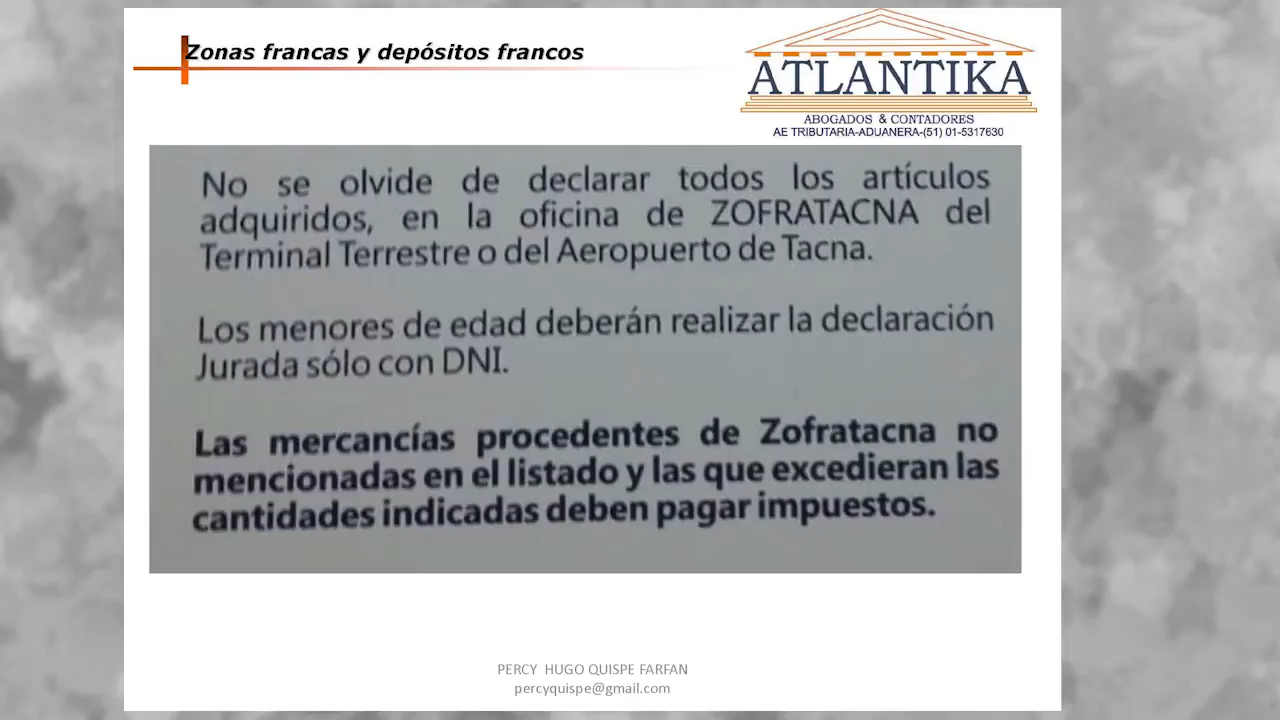 Zonas francas y depósitos francos
ATLANTIKA
ABOGADOS & CONTADORES
AE TRIBUTARIA-ADUANERA-(51) 01-5317630
No se olvide de declarar todos los artículos
adquiridos, en la oficina de ZOFRATACNA del
Terminal Terrestre o del Aeropuerto de Tacna.
Los menores de edad deberán realizar la declaración
Jurada sólo con DNI.
Las mercancías procedentes de Zofratacna no
mencionadas en el listado y las que excedieran las
cantidades indicadas deben pagar impuestos.
PERCY HUGO QUISPE FARFAN
percyquispe@gmail.com